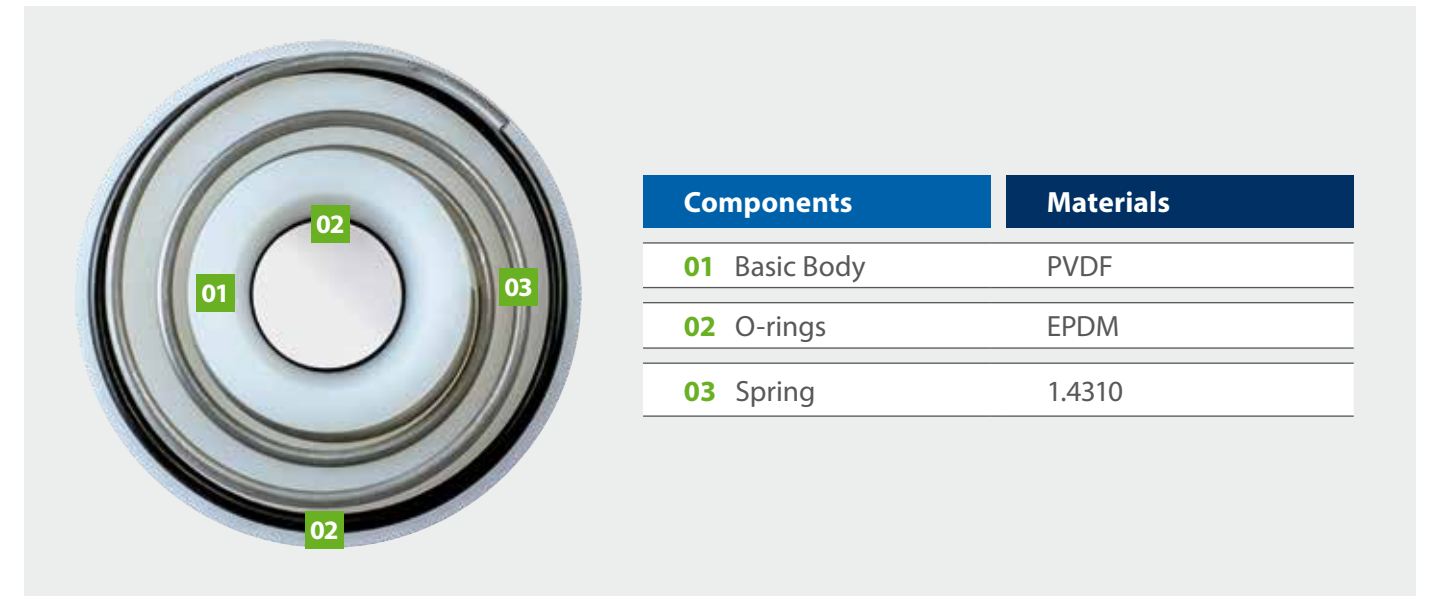 02
01
03
02
Components Materials
01 Basic Body PVDF
02 O-rings EPDM
03 Spring 1.4310